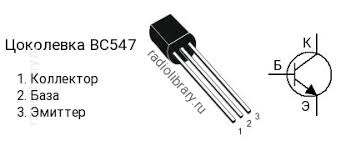 Цоколевка BC547
1. Коллектор
2. База
3. Эмиттер
radiolibrary.ru
1
2
3
К
Б
Э